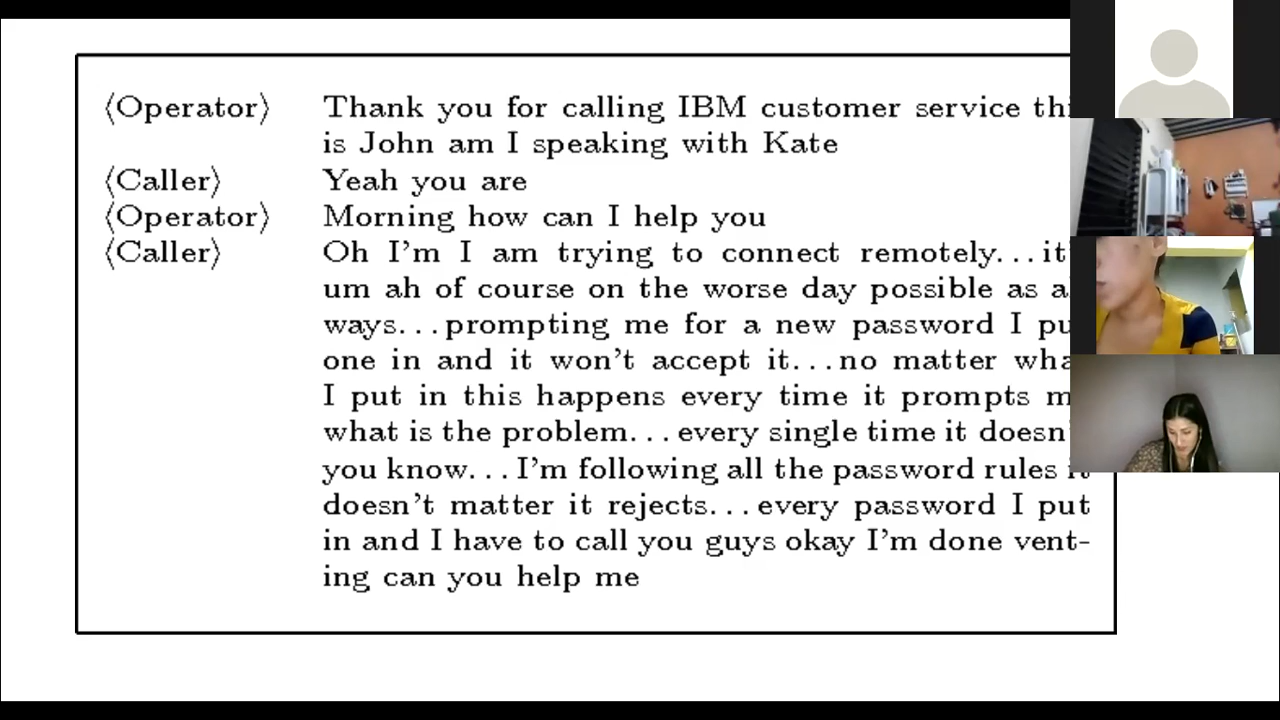 ⟨Operator⟩ Thank you for calling IBM customer service
is John am I speaking with Kate
⟨Caller⟩ Yeah you are
⟨Operator⟩ Morning how can I help you
⟨Caller⟩ Oh I'm I am trying to connect remotely...
um ah of course on the worse day possible as
ways...prompting me for a new password I
one in and it won't accept it...no matter
I put in this happens every time it prompts
what is the problem...every single time it
you know...I'm following all the password rules
doesn't matter it rejects...every password I put
in and I have to call you guys okay I'm done vent-
ing can you help me